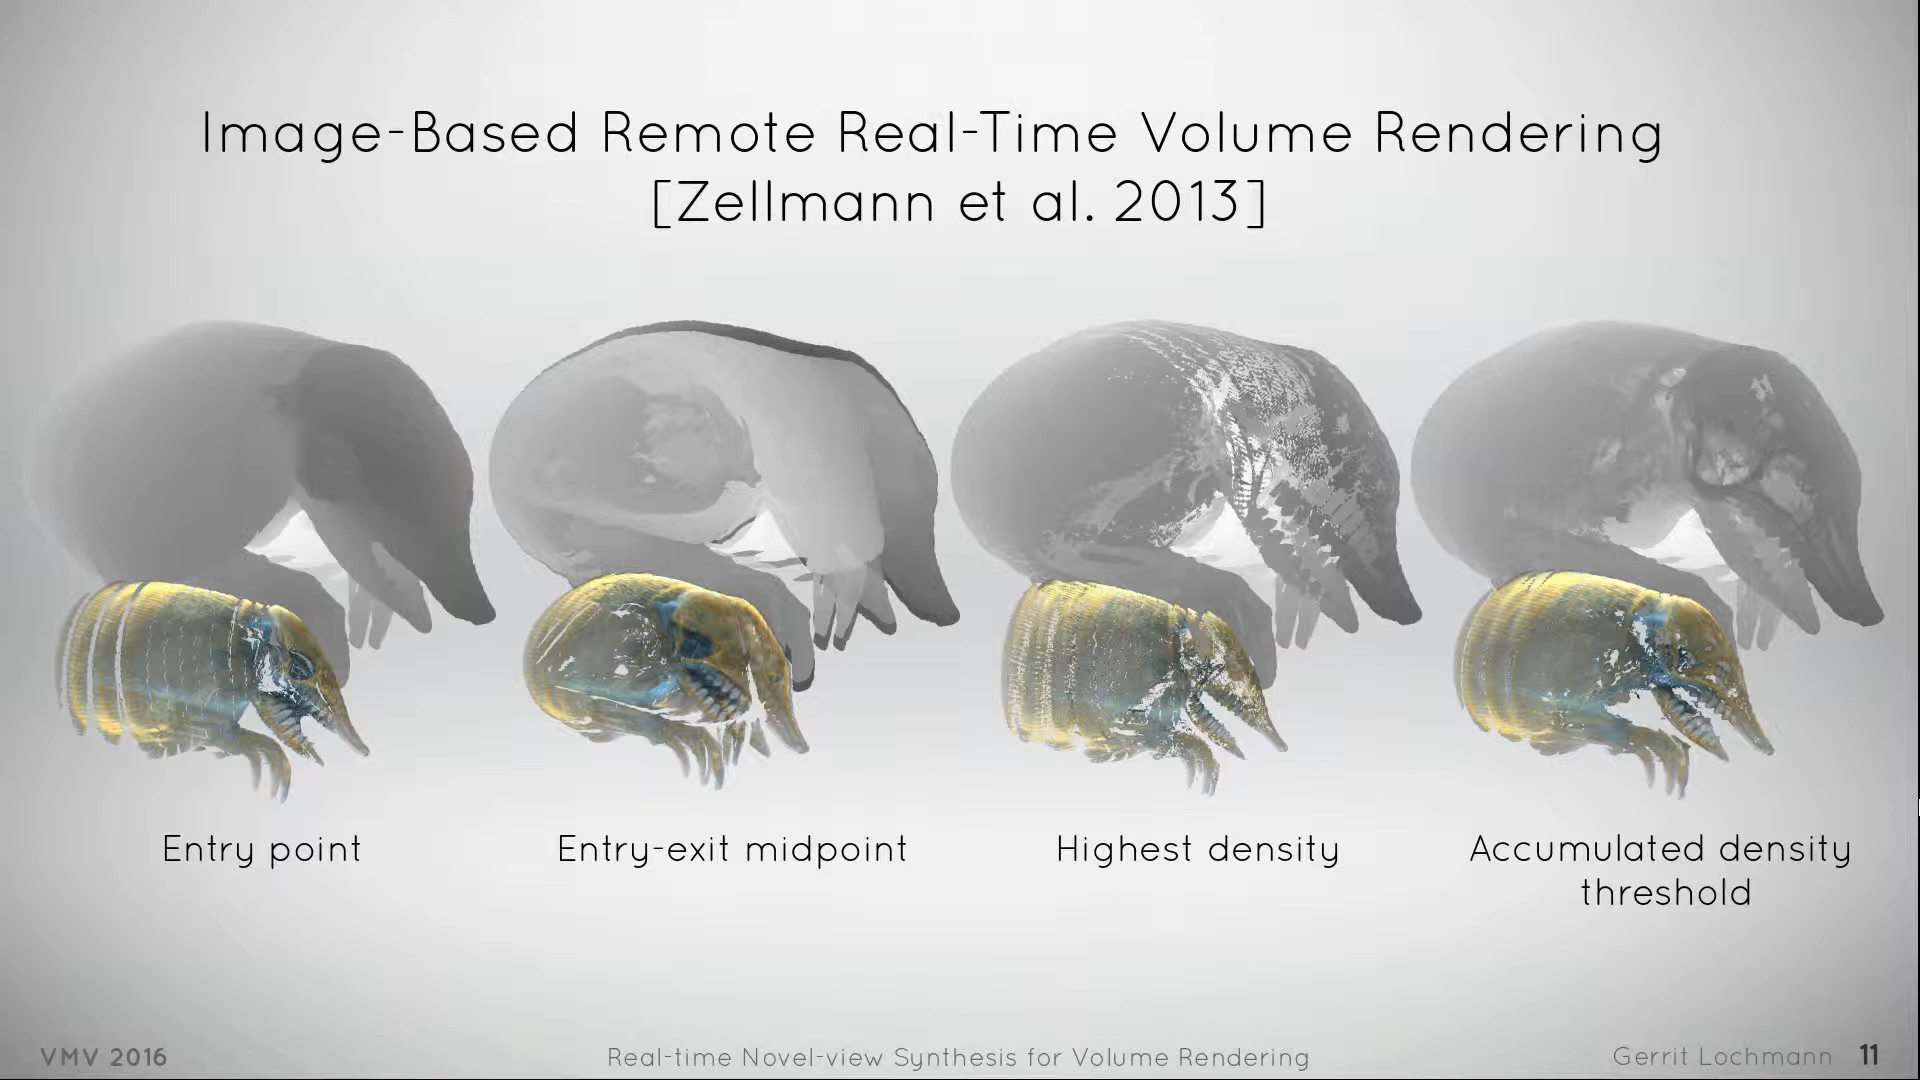 Image-Based Remote Real-Time Volume Rendering
[Zellmann et al. 2013]
Entry point
Entry-exit midpoint
Highest density
Accumulated density
threshold
VMV 2016
Real-time Novel-view Synthesis for Volume Rendering
Gerrit Lochmann 11